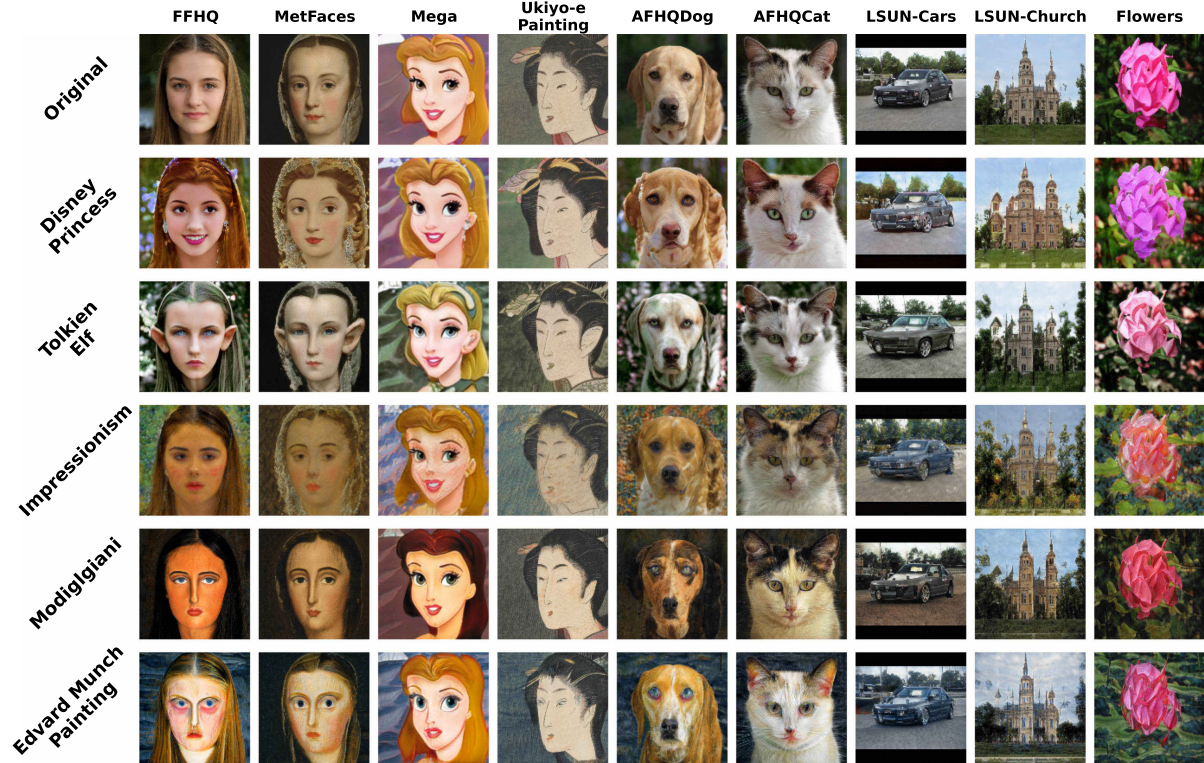 FFHQ
MetFaces
Mega
Ukiyo-e
Painting
AFHQDog
AFHQCat
LSUN-Cars
LSUN-Church
Flowers
Original
Disney
Princess
Tolkien
Elf
Impressionism
Modiglgiani
Edvard Munch
Painting